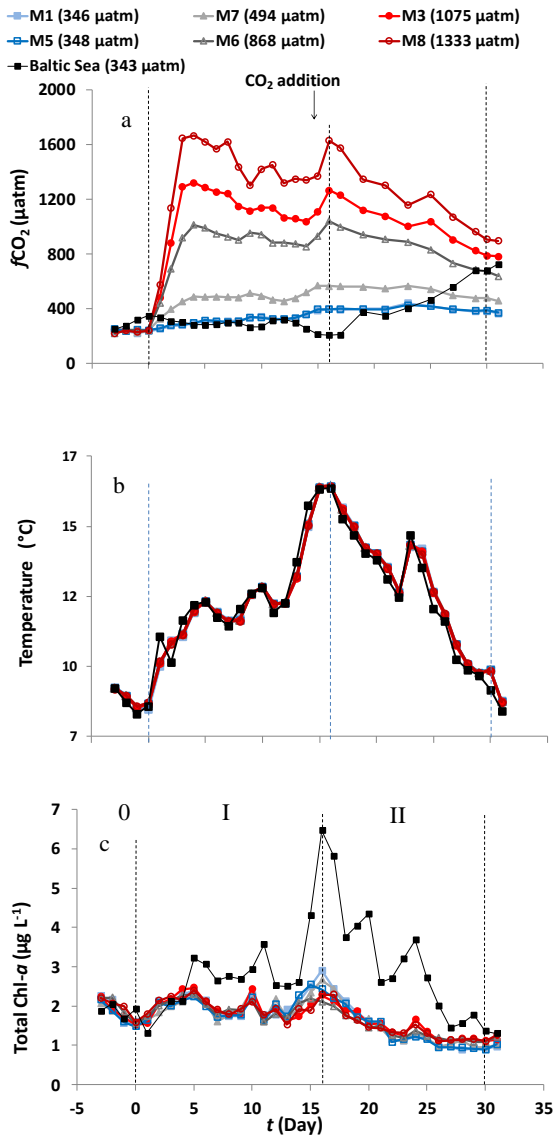 M1 (346 µatm) M7 (494 µatm) M3 (1075 µatm)
M5 (348 µatm) M6 (868 µatm) M8 (1333 µatm)
Baltic Sea (343 µatm)
CO₂ addition
a
fCO₂ (µatm)
2000
1600
1200
800
400
0
b
Temperature (°C)
17
15
12
10
7
0 I II
c
Total Chl-a (µg L⁻¹)
7
6
5
4
3
2
1
0
-5 0 5 10 15 20 25 30 35
t (Day)